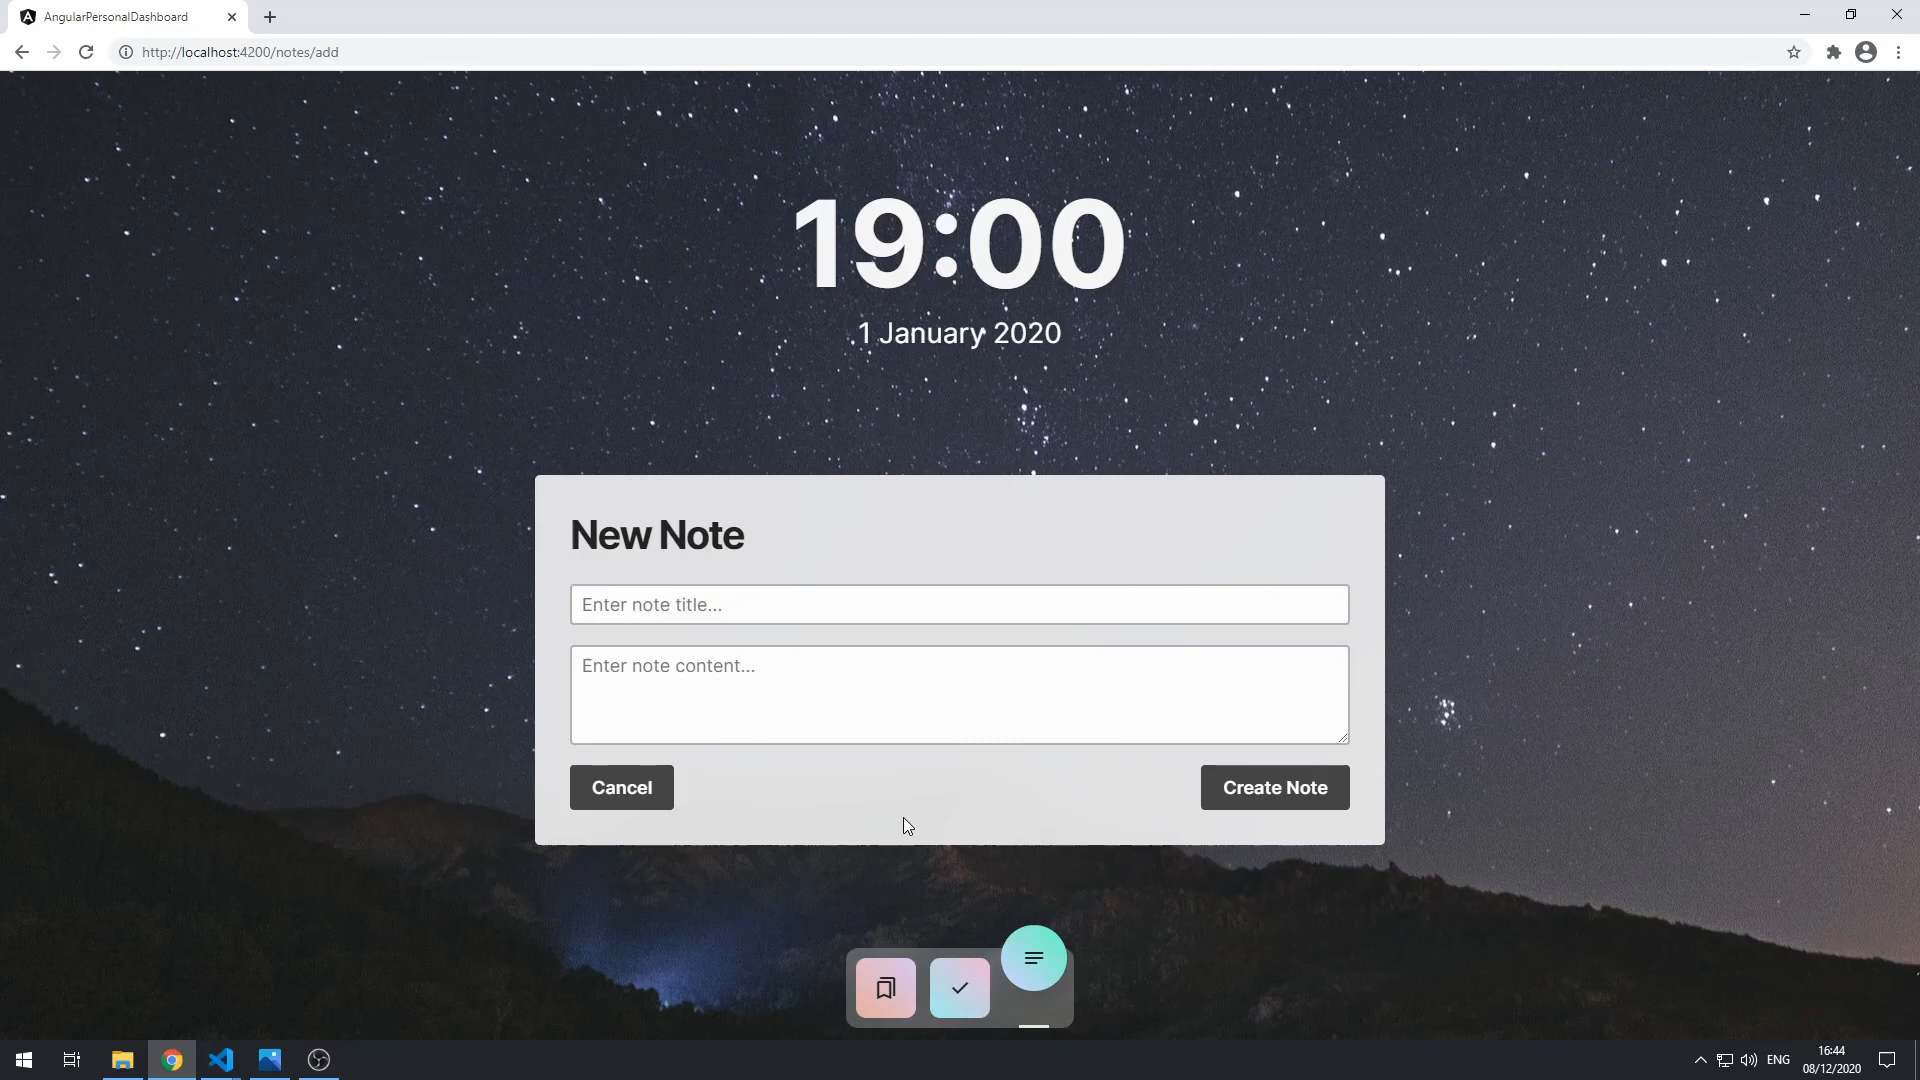 AngularPersonalDashboard
http://localhost:4200/notes/add
19:00
1 January 2020
New Note
Enter note title...
Enter note content...
Cancel
Create Note
ENG
16:44
08/12/2020